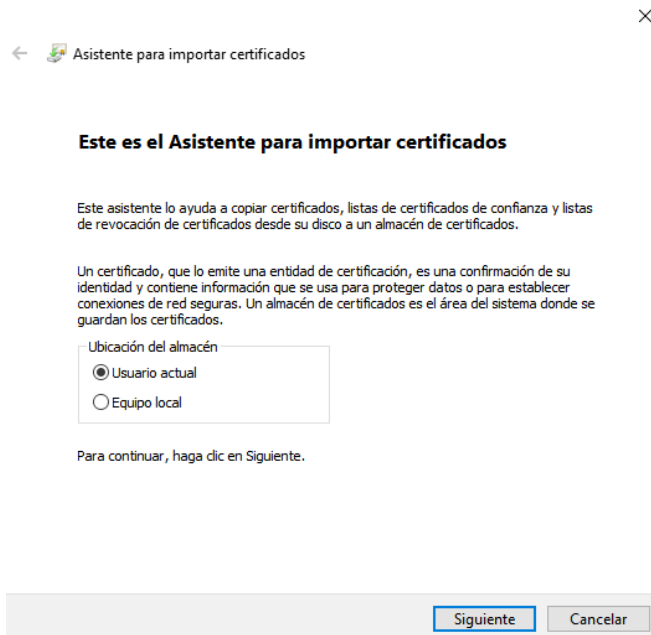 Asistente para importar certificados
Este es el Asistente para importar certificados
Este asistente lo ayuda a copiar certificados, listas de certificados de confianza y listas
de revocación de certificados desde su disco a un almacén de certificados.
Un certificado, que lo emite una entidad de certificación, es una confirmación de su
identidad y contiene información que se usa para proteger datos o para establecer
conexiones de red seguras. Un almacén de certificados es el área del sistema donde se
guardan los certificados.
Ubicación del almacén
Usuario actual
Equipo local
Para continuar, haga clic en Siguiente.
Siguiente
Cancelar